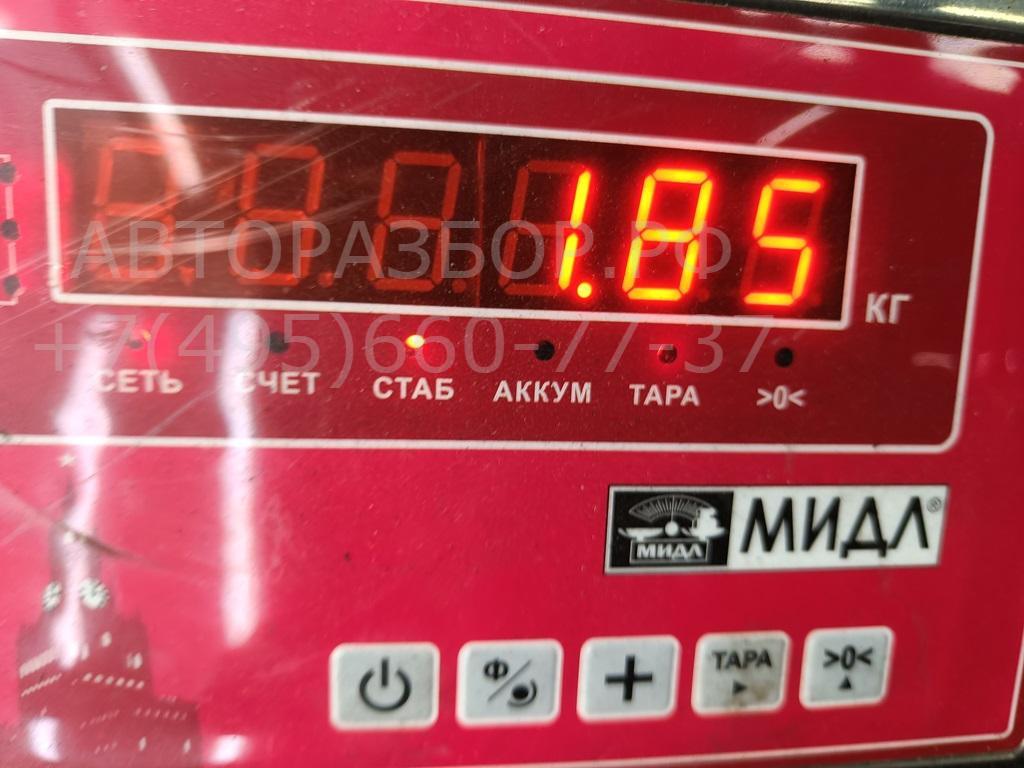 1.85
КГ
АВТОРАЗБОР.РФ
+7(495)660-77-37
СЕТЬ СЧЕТ СТАБ АККУМ ТАРА >0<
МИДЛ МИДЛ®
Ф ТАРА >0<